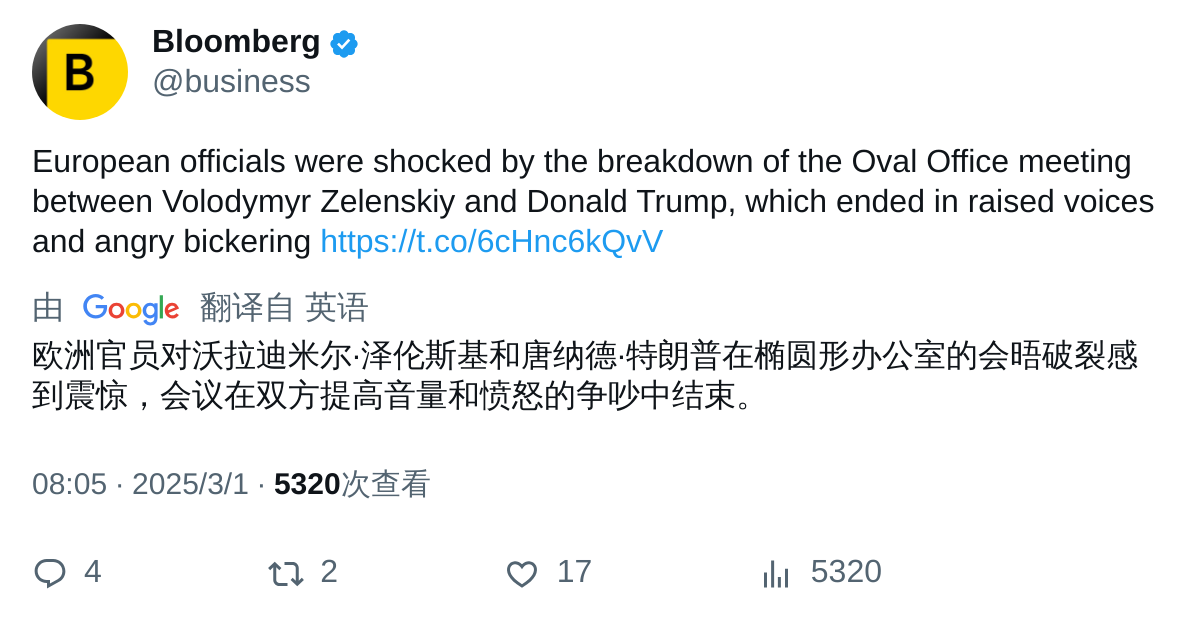 B
Bloomberg
@business
European officials were shocked by the breakdown of the Oval Office meeting
between Volodymyr Zelenskiy and Donald Trump, which ended in raised voices
and angry bickering https://t.co/6cHnc6kQvV
由 Google 翻译自 英语
欧洲官员对沃拉迪米尔·泽伦斯基和唐纳德·特朗普在椭圆形办公室的会晤破裂感
到震惊，会议在双方提高音量和愤怒的争吵中结束。
08:05 · 2025/3/1 · 5320次查看
4 2 17 5320